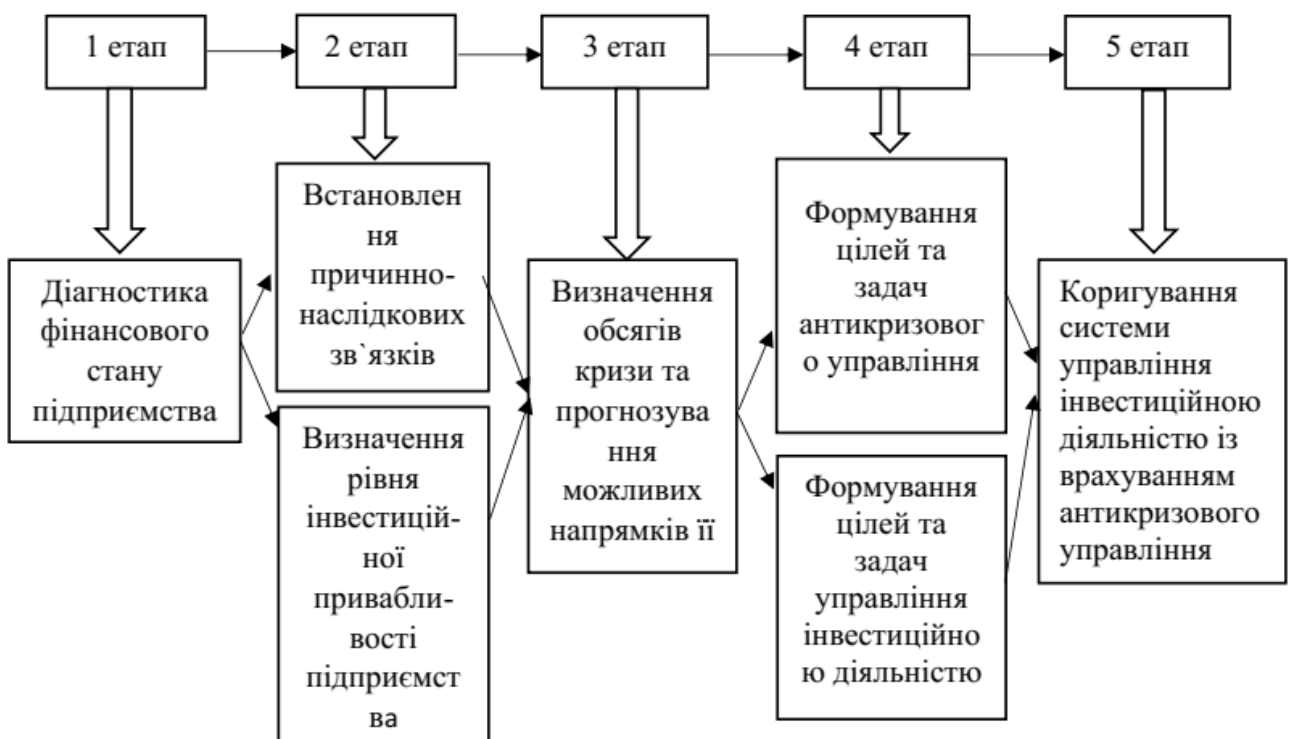 1 етап
2 етап
3 етап
4 етап
5 етап
Діагностика
фінансового
стану
підприємства
Встановлен
ня
причинно-
наслідкових
зв`язків
Визначення
рівня
інвестицій-
ної
привабли-
вості
підприємст
ва
Визначення
обсягів
кризи та
прогнозува
ння
можливих
напрямків її
Формування
цілей та
задач
антикризовог
о управління
Формування
цілей та
задач
управління
інвестиційно
ю діяльністю
Коригування
системи
управління
інвестиційною
діяльністю із
врахуванням
антикризового
управління